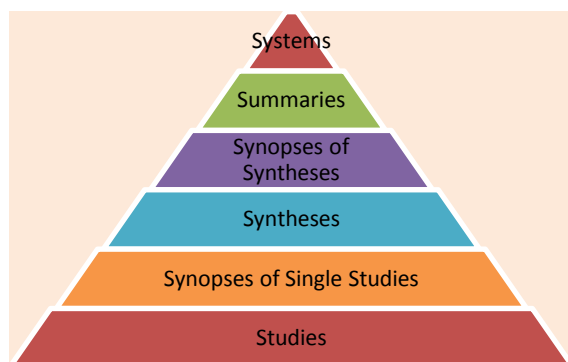 Systems
Summaries
Synopses of
Syntheses
Syntheses
Synopses of Single Studies
Studies